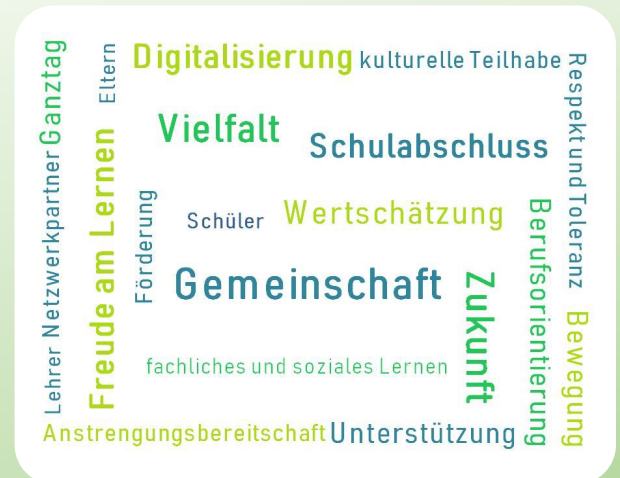 Digitalisierung
kulturelle Teilhabe
Ganztag
Eltern
Respekt und Toleranz
Vielfalt
Schulabschluss
Freude am Lernen
Netzwerkpartner
Lehrer
Förderung
Schüler
Wertschätzung
Berufsorientierung
Gemeinschaft
Zukunft
Bewegung
fachliches und soziales Lernen
Anstrengungsbereitschaft
Unterstützung